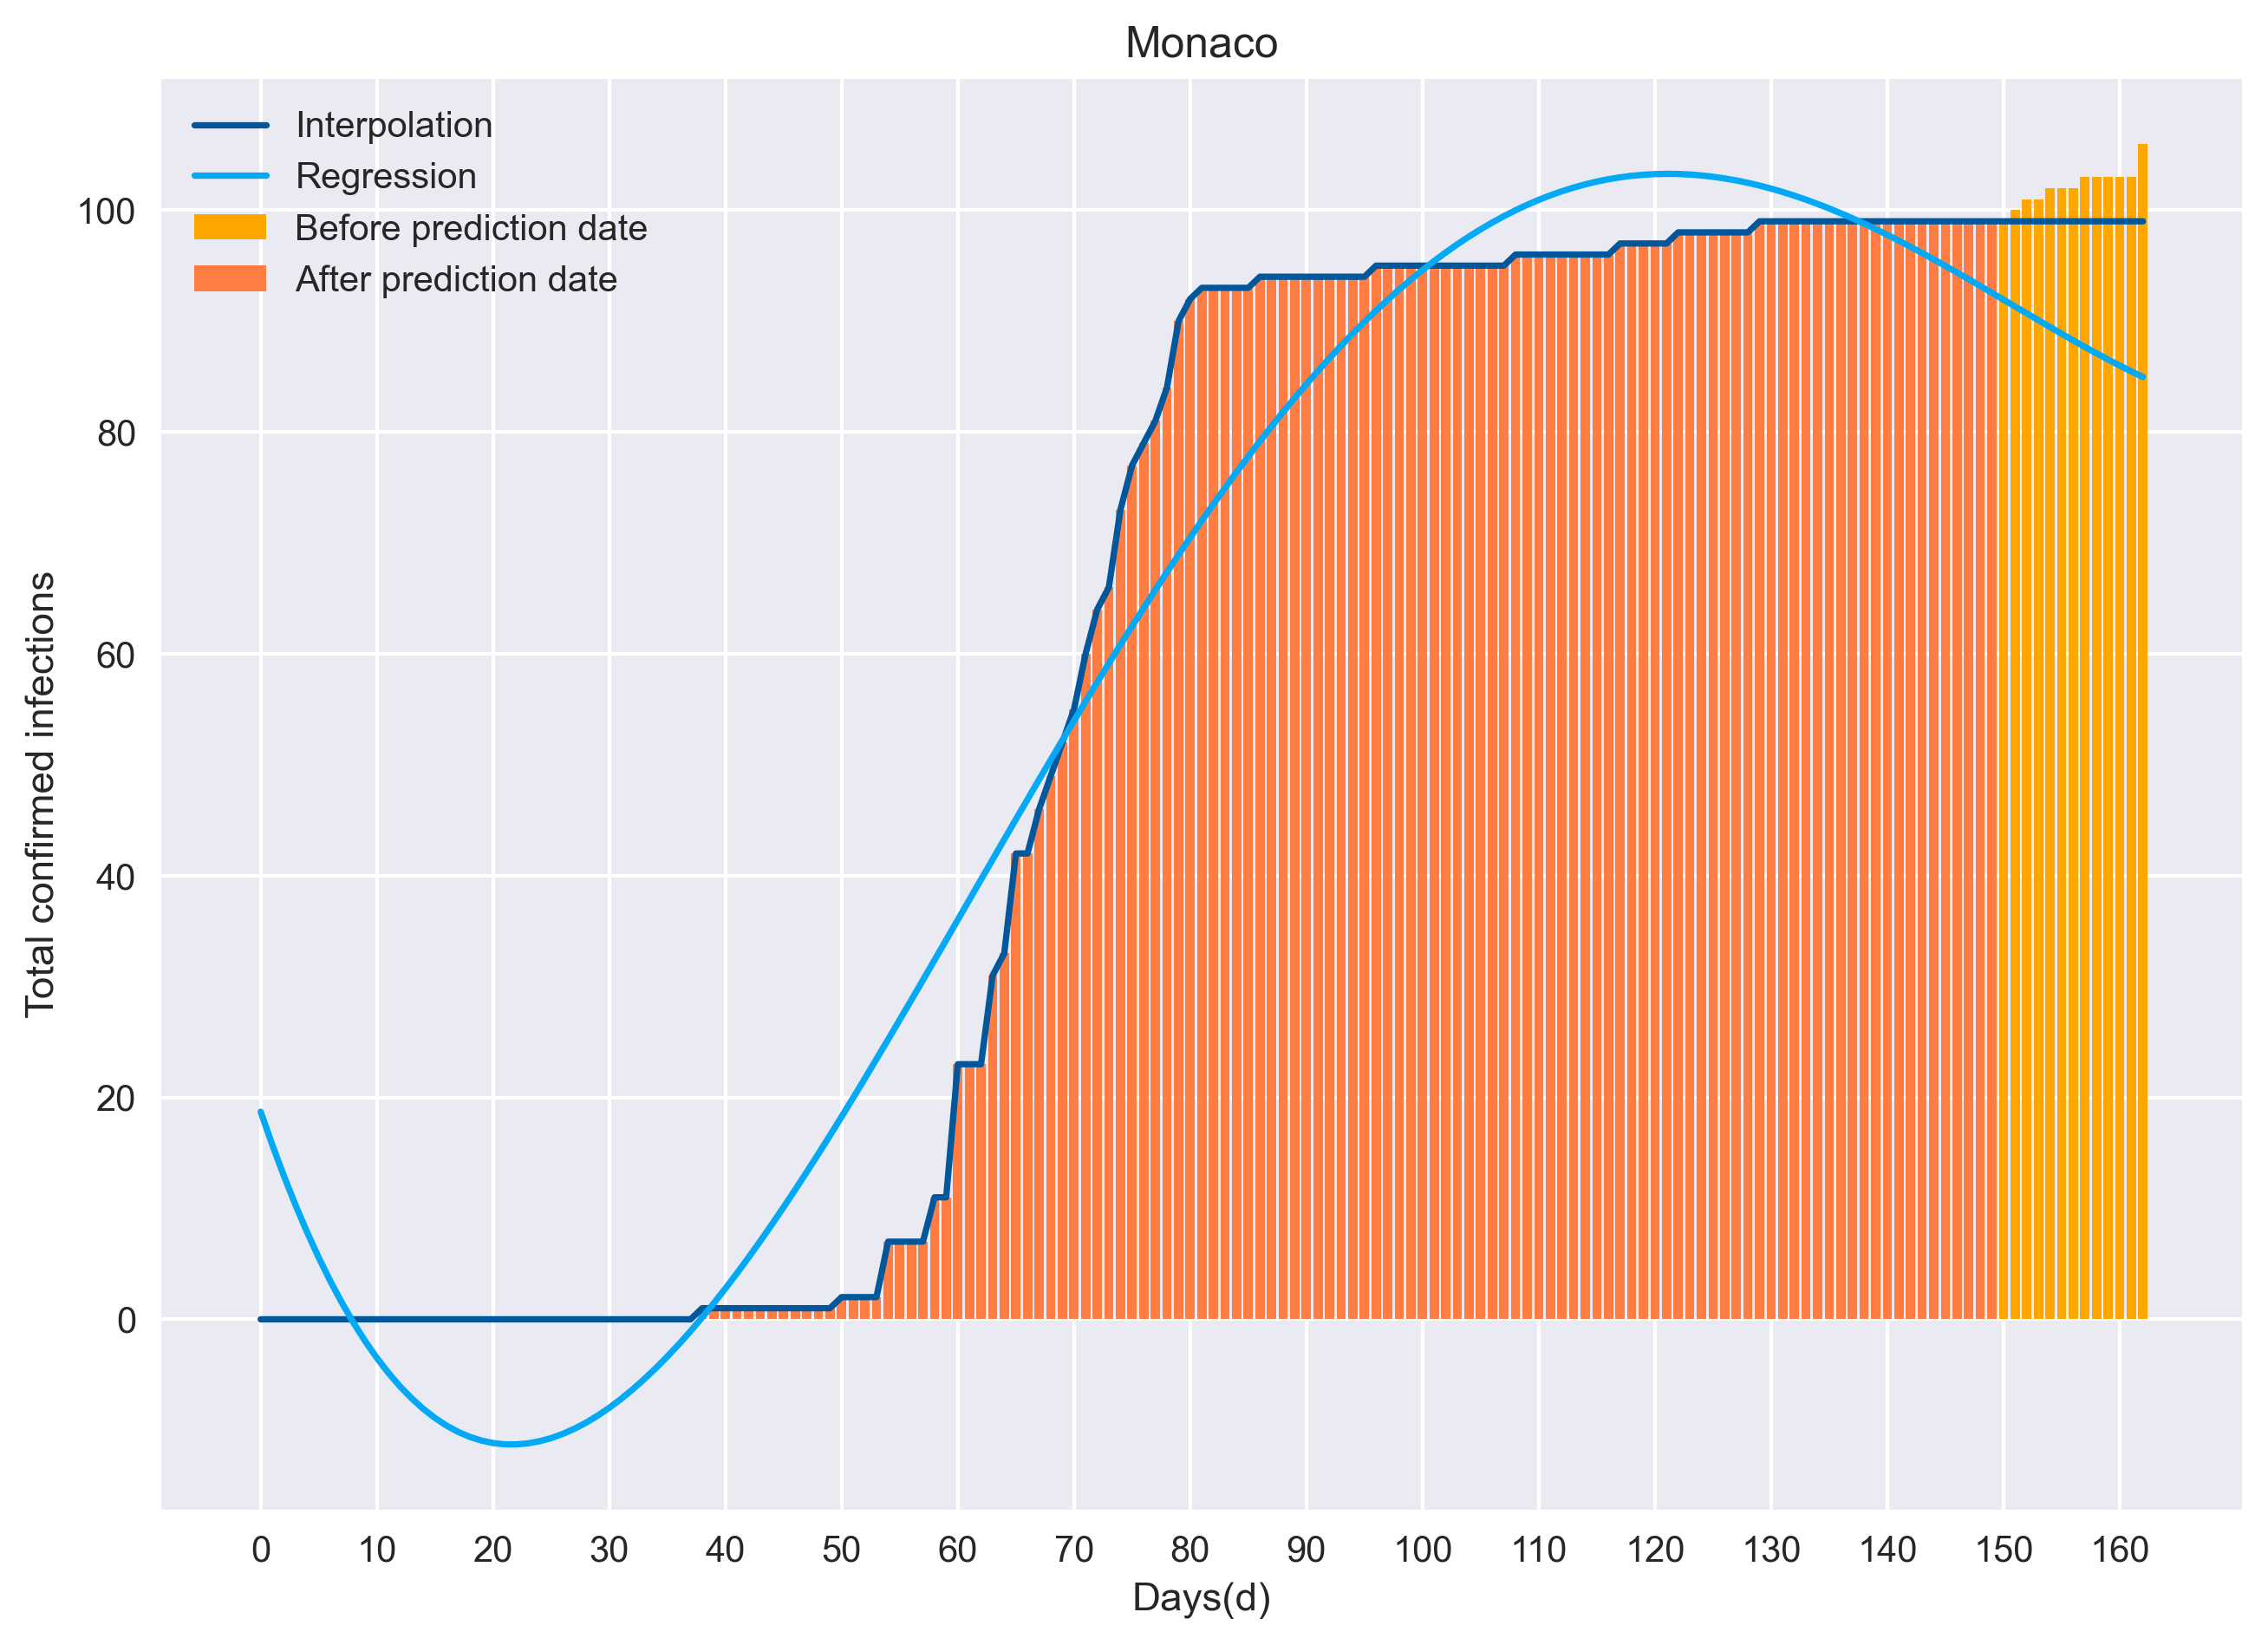 Monaco
Interpolation
Regression
Before prediction date
After prediction date
100
80
60
40
20
0
Total confirmed infections
0 10 20 30 40 50 60 70 80 90 100 110 120 130 140 150 160
Days(d)